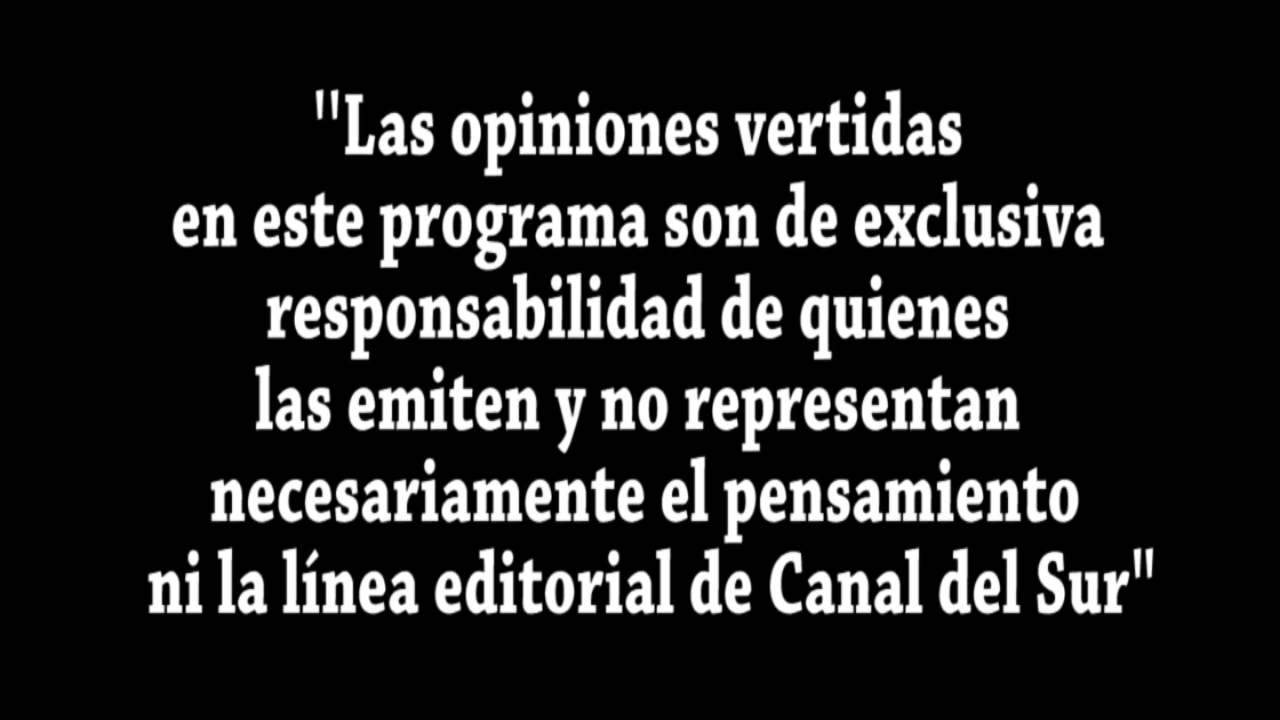 "Las opiniones vertidas
en este programa son de exclusiva
responsabilidad de quienes
las emiten y no representan
necesariamente el pensamiento
ni la línea editorial de Canal del Sur"